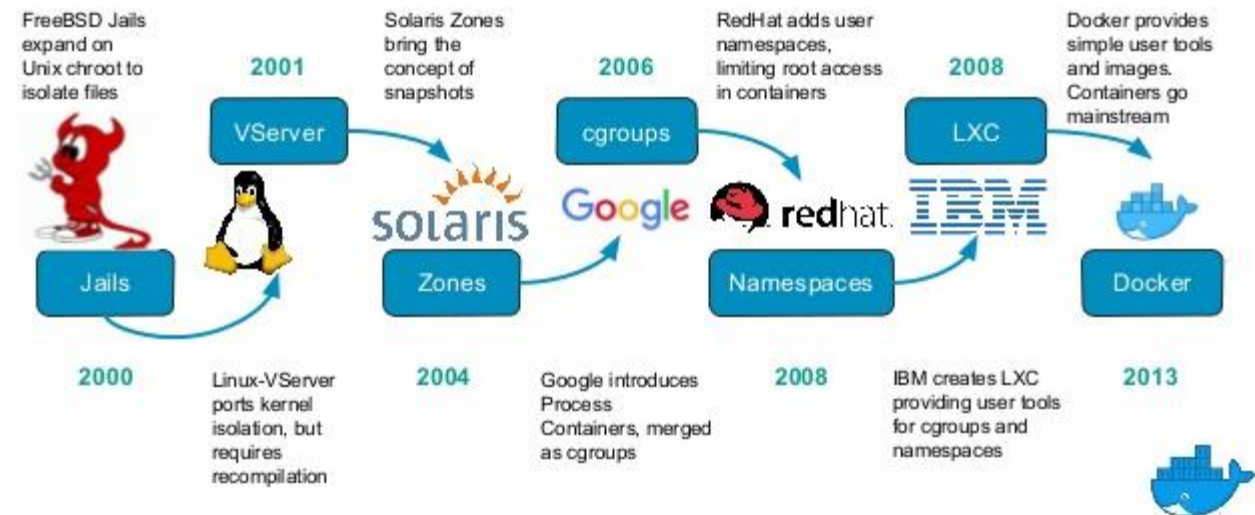 FreeBSD Jails
expand on
Unix chroot to
isolate files
Jails
2000
2001
VServer
Linux-VServer
ports kernel
isolation, but
requires
recompilation
Solaris Zones
bring the
concept of
snapshots
solaris
Zones
2004
2006
cgroups
Google
Google introduces
Process
Containers, merged
as cgroups
RedHat adds user
namespaces,
limiting root access
in containers
redhat.
Namespaces
2008
2008
LXC
IBM
IBM creates LXC
providing user tools
for cgroups and
namespaces
Docker provides
simple user tools
and images.
Containers go
mainstream
Docker
2013